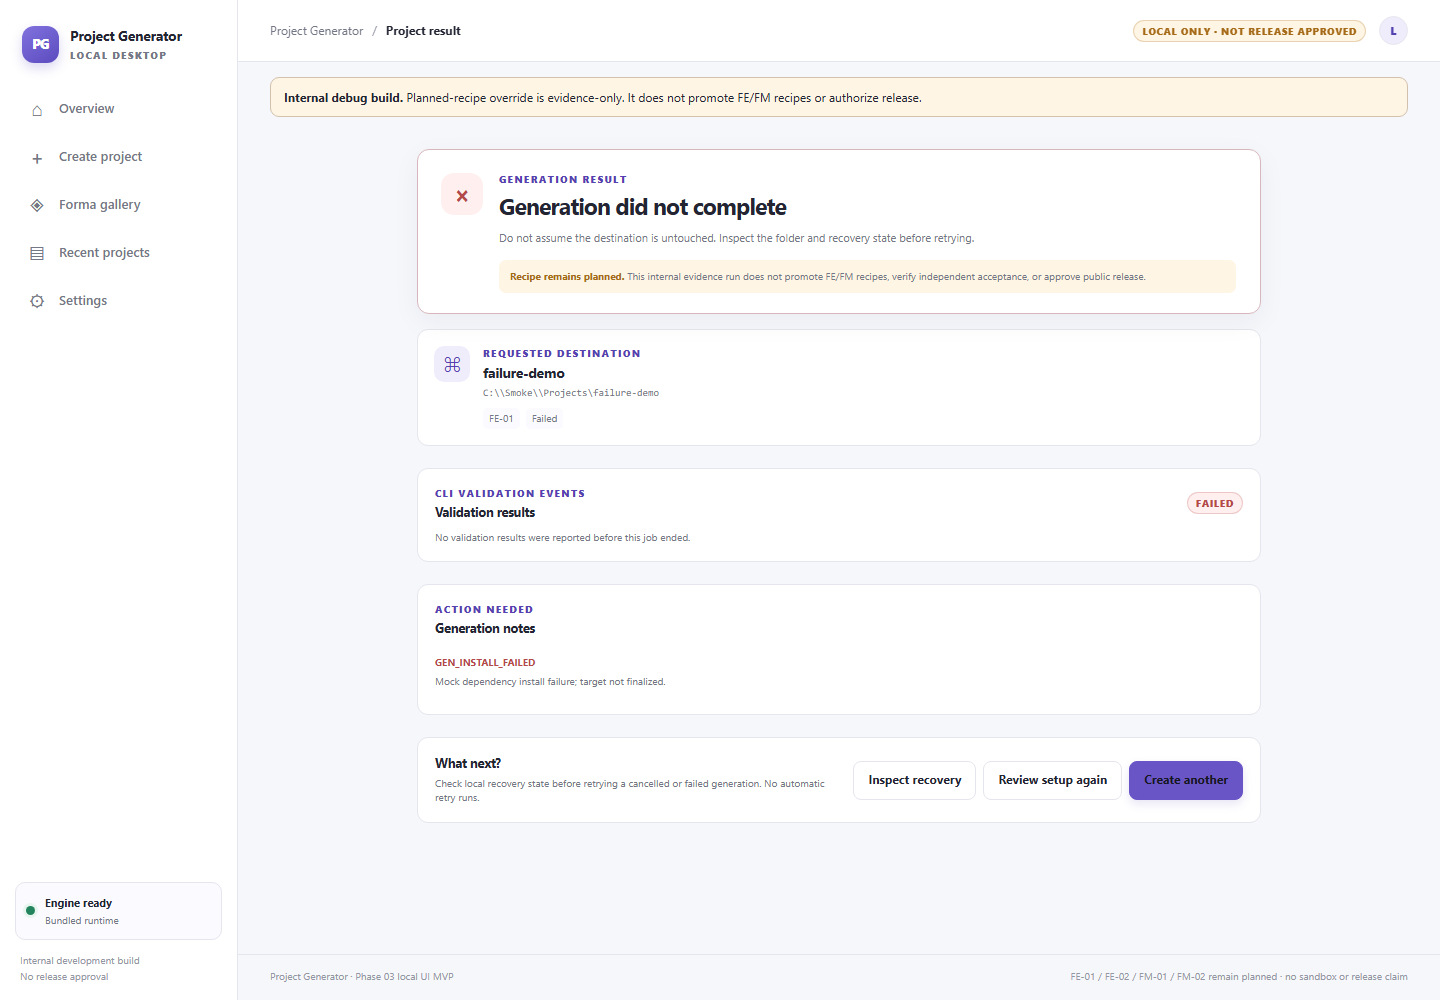 PG
Project Generator
LOCAL DESKTOP
Overview
Create project
Forma gallery
Recent projects
Settings
Engine ready
Bundled runtime
Internal development build
No release approval
Project Generator / Project result
LOCAL ONLY · NOT RELEASE APPROVED
L
Internal debug build. Planned-recipe override is evidence-only. It does not promote FE/FM recipes or authorize release.
GENERATION RESULT
Generation did not complete
Do not assume the destination is untouched. Inspect the folder and recovery state before retrying.
Recipe remains planned. This internal evidence run does not promote FE/FM recipes, verify independent acceptance, or approve public release.
REQUESTED DESTINATION
failure-demo
C:\\Smoke\\Projects\failure-demo
FE-01 Failed
CLI VALIDATION EVENTS
Validation results
FAILED
No validation results were reported before this job ended.
ACTION NEEDED
Generation notes
GEN_INSTALL_FAILED
Mock dependency install failure; target not finalized.
What next?
Check local recovery state before retrying a cancelled or failed generation. No automatic
retry runs.
Inspect recovery
Review setup again
Create another
Project Generator · Phase 03 local UI MVP
FE-01 / FE-02 / FM-01 / FM-02 remain planned · no sandbox or release claim